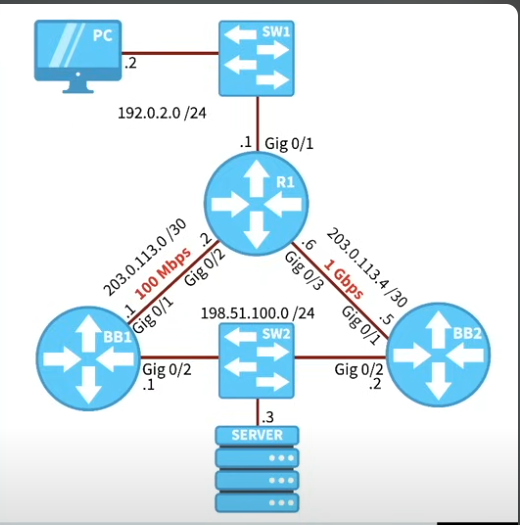 PC
.2
SW1
192.0.2.0 /24
.1 Gig 0/1
R1
203.0.113.0 /30
100 Mbps
.2
Gig 0/2
.1
Gig 0/1
.6
Gig 0/3
203.0.113.4 /30
1 Gbps
.5
Gig 0/1
BB1
198.51.100.0 /24
SW2
BB2
Gig 0/2
.1
Gig 0/2
.2
.3
SERVER